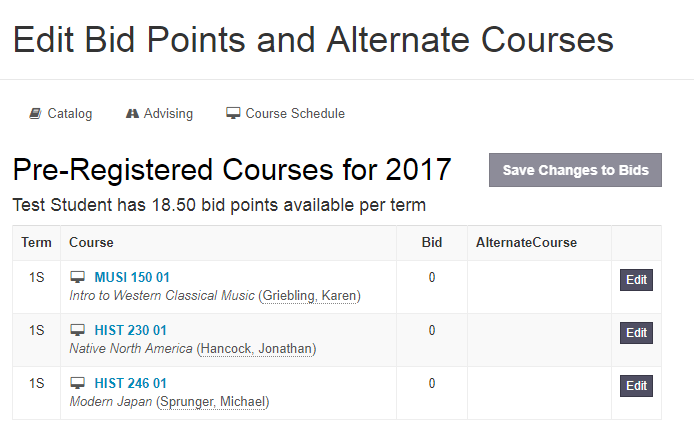 Edit Bid Points and Alternate Courses
Catalog Advising Course Schedule
Pre-Registered Courses for 2017 Save Changes to Bids
Test Student has 18.50 bid points available per term
Term Course Bid AlternateCourse
1S MUSI 150 01 0 Edit
Intro to Western Classical Music (Griebling, Karen)
1S HIST 230 01 0 Edit
Native North America (Hancock, Jonathan)
1S HIST 246 01 0 Edit
Modern Japan (Sprunger, Michael)